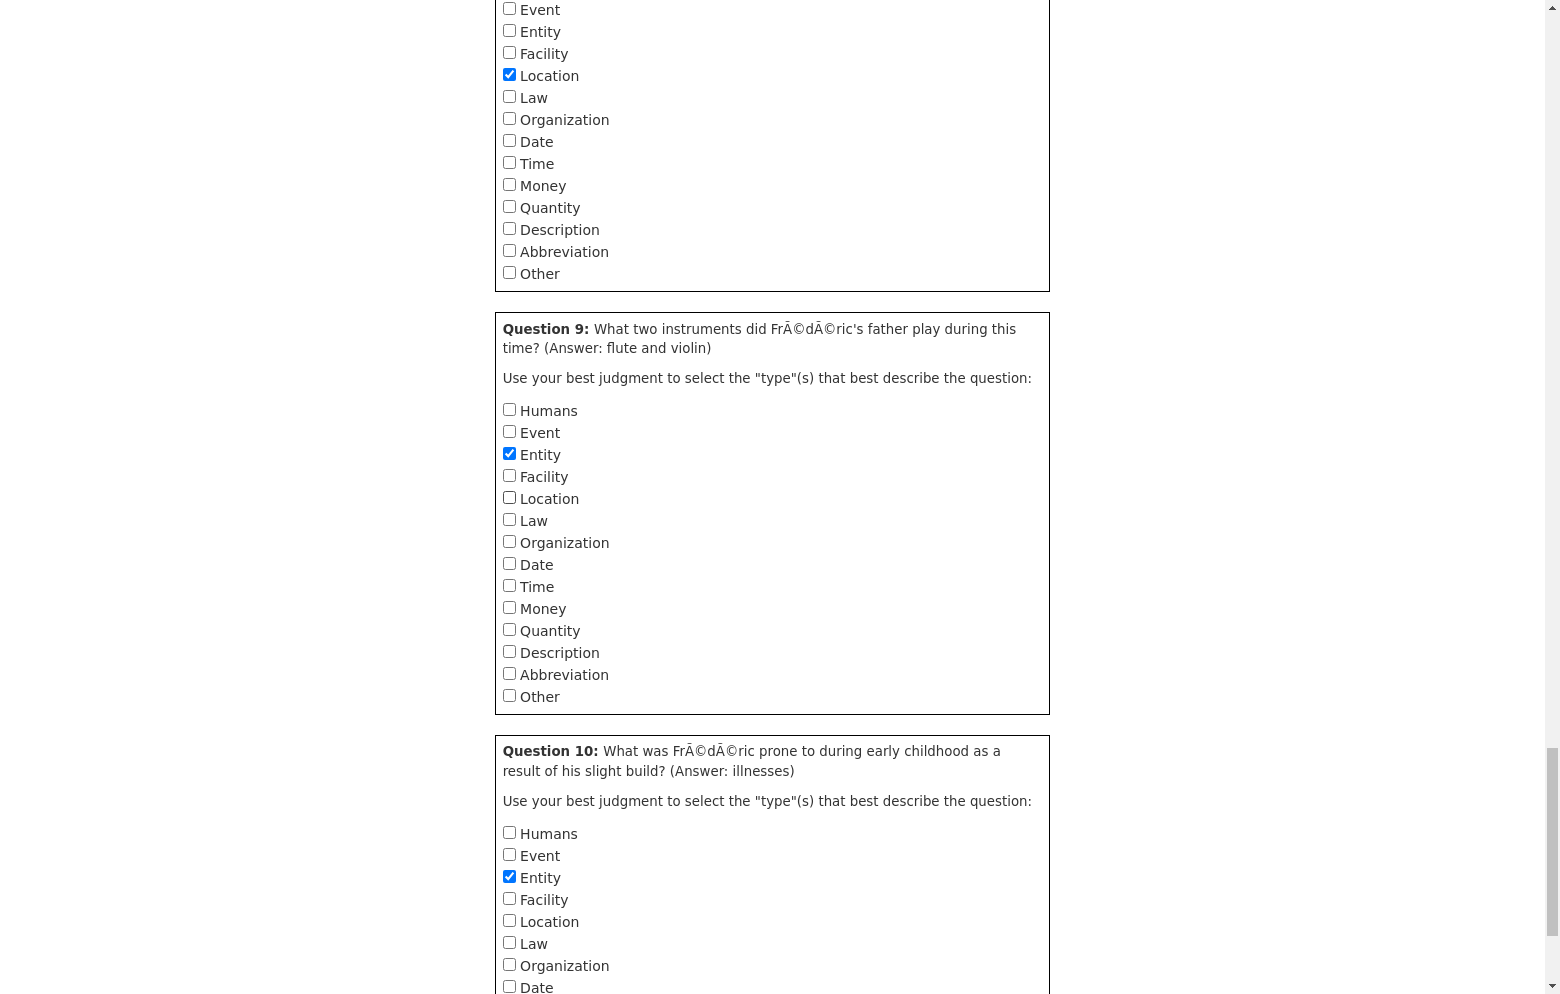 Event
Entity
Facility
Location
Law
Organization
Date
Time
Money
Quantity
Description
Abbreviation
Other
Question 9: What two instruments did FrÃ©dÃ©ric's father play during this
time? (Answer: flute and violin)
Use your best judgment to select the "type"(s) that best describe the question:
Humans
Event
Entity
Facility
Location
Law
Organization
Date
Time
Money
Quantity
Description
Abbreviation
Other
Question 10: What was FrÃ©dÃ©ric prone to during early childhood as a
result of his slight build? (Answer: illnesses)
Use your best judgment to select the "type"(s) that best describe the question:
Humans
Event
Entity
Facility
Location
Law
Organization
Date